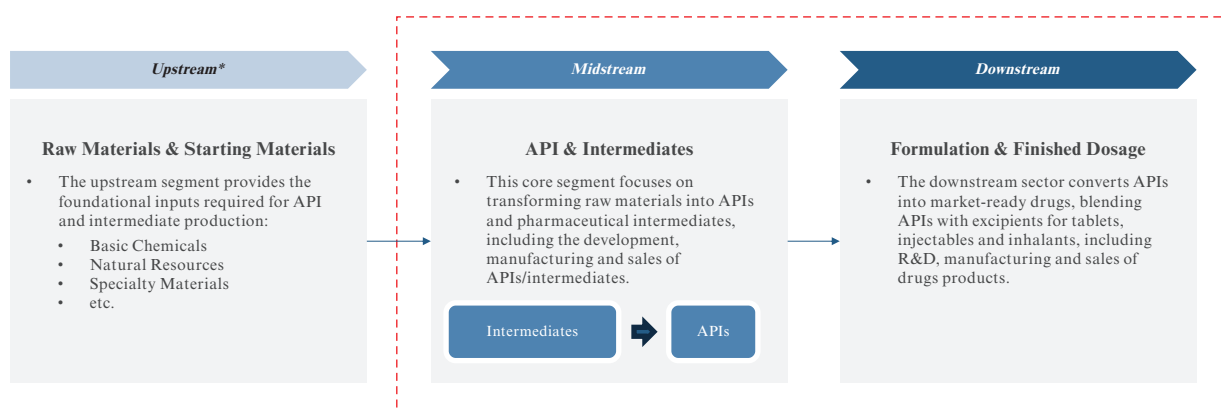 Upstream*
Midstream
Downstream
Raw Materials & Starting Materials
• The upstream segment provides the
foundational inputs required for API
and intermediate production:
• Basic Chemicals
• Natural Resources
• Specialty Materials
• etc.
API & Intermediates
• This core segment focuses on
transforming raw materials into APIs
and pharmaceutical intermediates,
including the development,
manufacturing and sales of
APIs/intermediates.
Intermediates
APIs
Formulation & Finished Dosage
• The downstream sector converts APIs
into market-ready drugs, blending
APIs with excipients for tablets,
injectables and inhalants, including
R&D, manufacturing and sales of
drugs products.